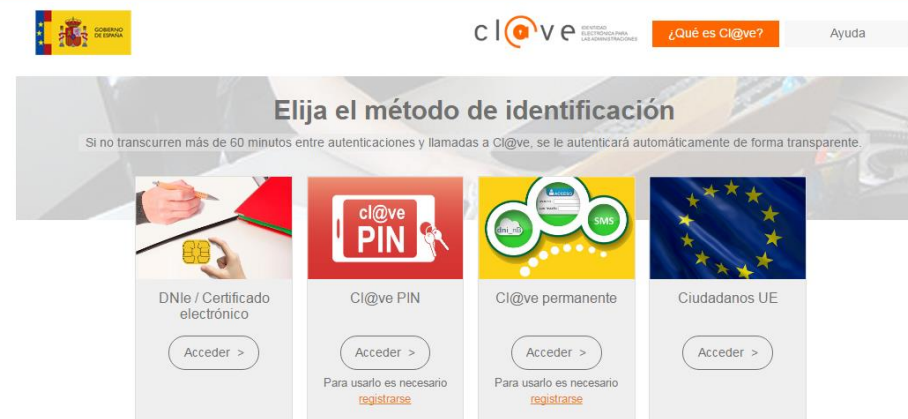 GOBIERNO
DE ESPAÑA
cl@ve
IDENTIDAD
ELECTRÓNICA PARA
LAS ADMINISTRACIONES
¿Qué es Cl@ve?
Ayuda
Elija el método de identificación
Si no transcurren más de 60 minutos entre autenticaciones y llamadas a Cl@ve, se le autenticará automáticamente de forma transparente.
cl@ve
PIN
dni_nif
SMS
DNIe / Certificado
electrónico
Cl@ve PIN
Cl@ve permanente
Ciudadanos UE
Acceder >
Acceder >
Acceder >
Acceder >
Para usarlo es necesario
registrarse
Para usarlo es necesario
registrarse